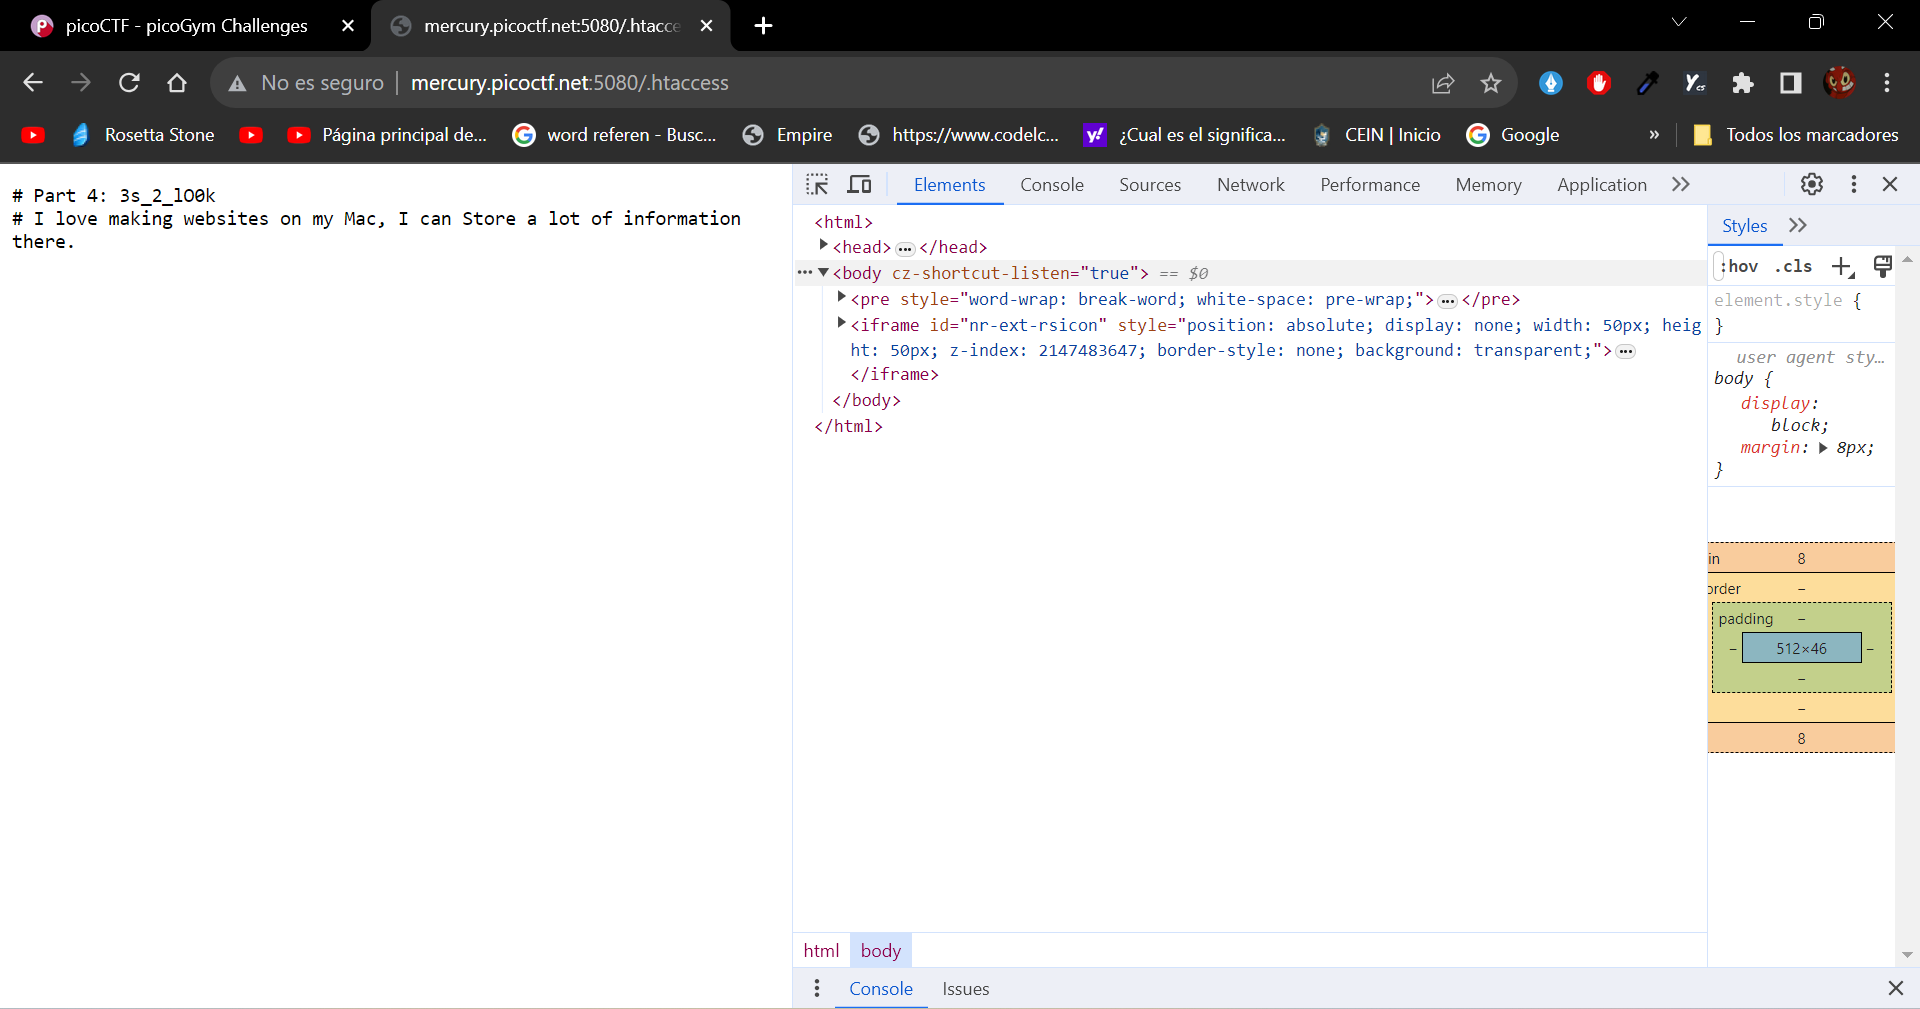 picoCTF - picoGym Challenges
mercury.picoctf.net:5080/.htacce
No es seguro
mercury.picoctf.net:5080/.htaccess
Rosetta Stone
Página principal de...
word referen - Busc...
Empire
https://www.codelc...
¿Cual es el significa...
CEIN | Inicio
Google
»
Todos los marcadores
# Part 4: 3s_2_lO0k
# I love making websites on my Mac, I can Store a lot of information
there.
Elements Console Sources Network Performance Memory Application
<html>
<head>...</head>
... <body cz-shortcut-listen="true"> == $0
<pre style="word-wrap: break-word; white-space: pre-wrap;">...</pre>
<iframe id="nr-ext-rsicon" style="position: absolute; display: none; width: 50px; heig
ht: 50px; z-index: 2147483647; border-style: none; background: transparent;">...
</iframe>
</body>
</html>
Styles
:hov .cls
element.style {
}
user agent sty...
body {
display:
block;
margin: 8px;
}
in 8
order –
padding –
– 512×46 –
–
–
8
html body
Console Issues